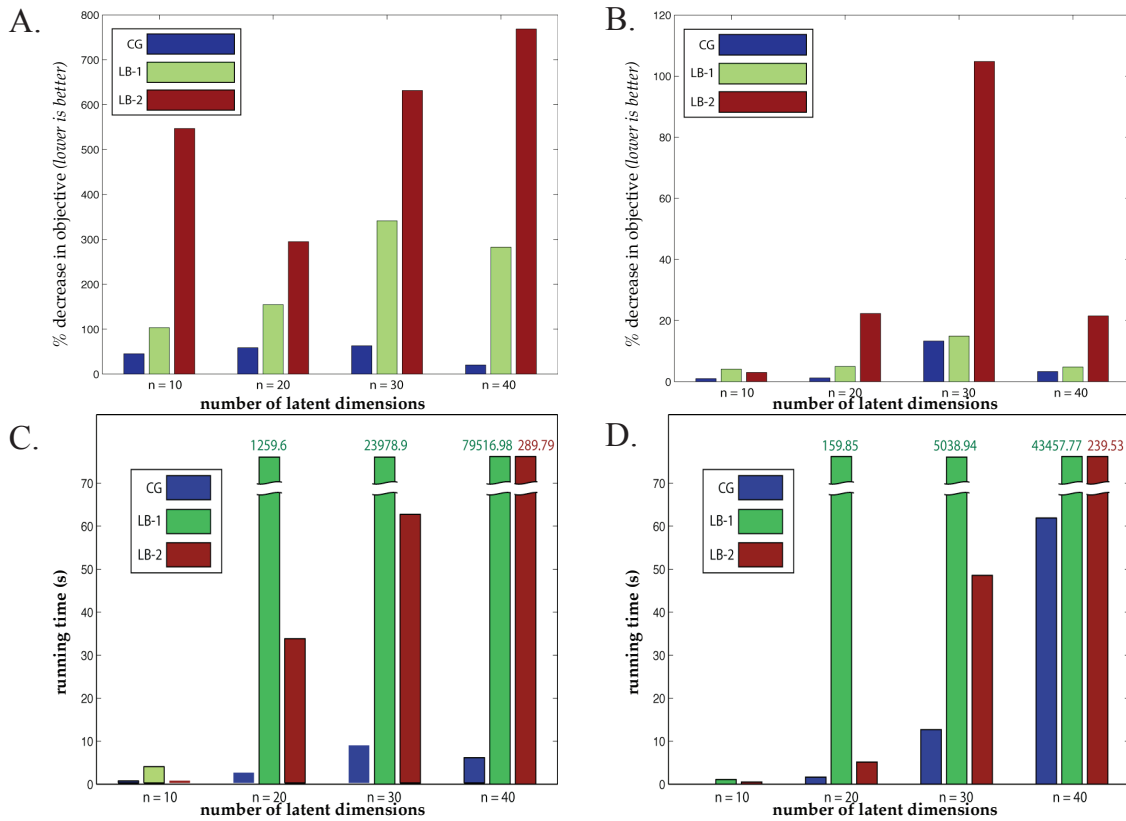 A.
% decrease in objective (lower is better)
800
700
600
500
400
300
200
100
0
CG
LB-1
LB-2
n = 10
n = 20
n = 30
n = 40
number of latent dimensions
B.
% decrease in objective (lower is better)
120
100
80
60
40
20
0
CG
LB-1
LB-2
n = 10
n = 20
n = 30
n = 40
number of latent dimensions
C.
running time (s)
70
60
50
40
30
20
10
0
CG
LB-1
LB-2
1259.6
23978.9
79516.98
289.79
n = 10
n = 20
n = 30
n = 40
number of latent dimensions
D.
running time (s)
70
60
50
40
30
20
10
0
CG
LB-1
LB-2
159.85
5038.94
43457.77
239.53
n = 10
n = 20
n = 30
n = 40
number of latent dimensions